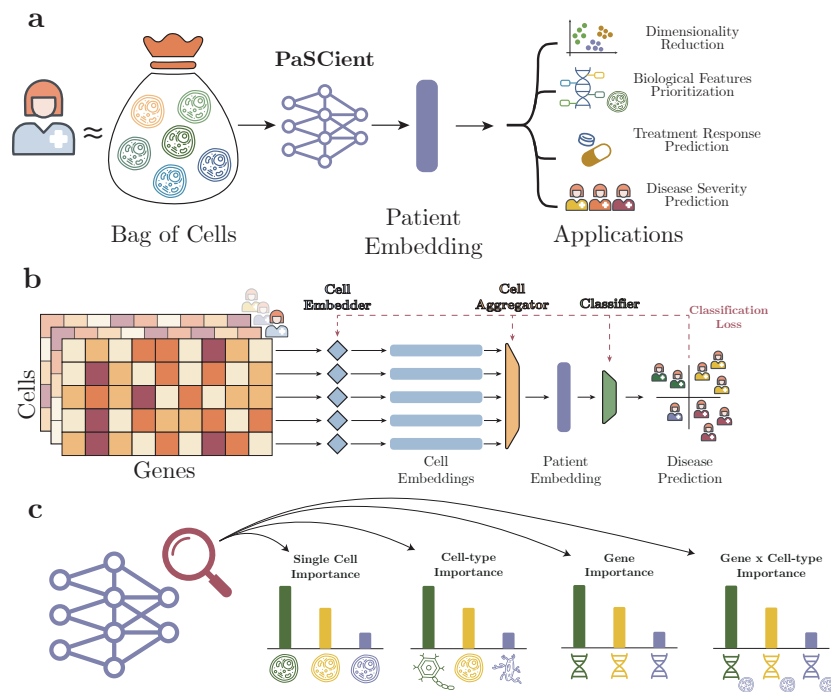 a
PaSCient
≈
Bag of Cells
Patient
Embedding
Applications
Dimensionality
Reduction
Biological Features
Prioritization
Treatment Response
Prediction
Disease Severity
Prediction
b
Cells
Genes
Cell
Embedder
Cell
Aggregator
Classifier
Classification
Loss
Cell
Embeddings
Patient
Embedding
Disease
Prediction
c
Single Cell
Importance
Cell-type
Importance
Gene
Importance
Gene x Cell-type
Importance